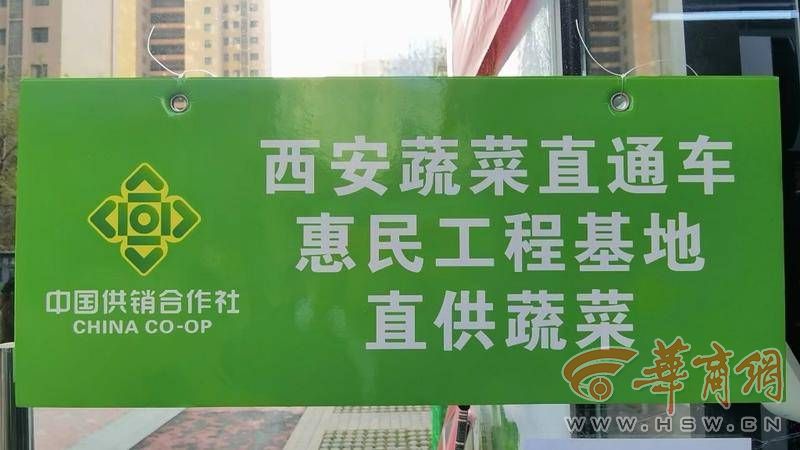 西安蔬菜直通车
惠民工程基地
直供蔬菜
中国供销合作社
CHINA CO-OP
華商網
WWW.HSW.CN